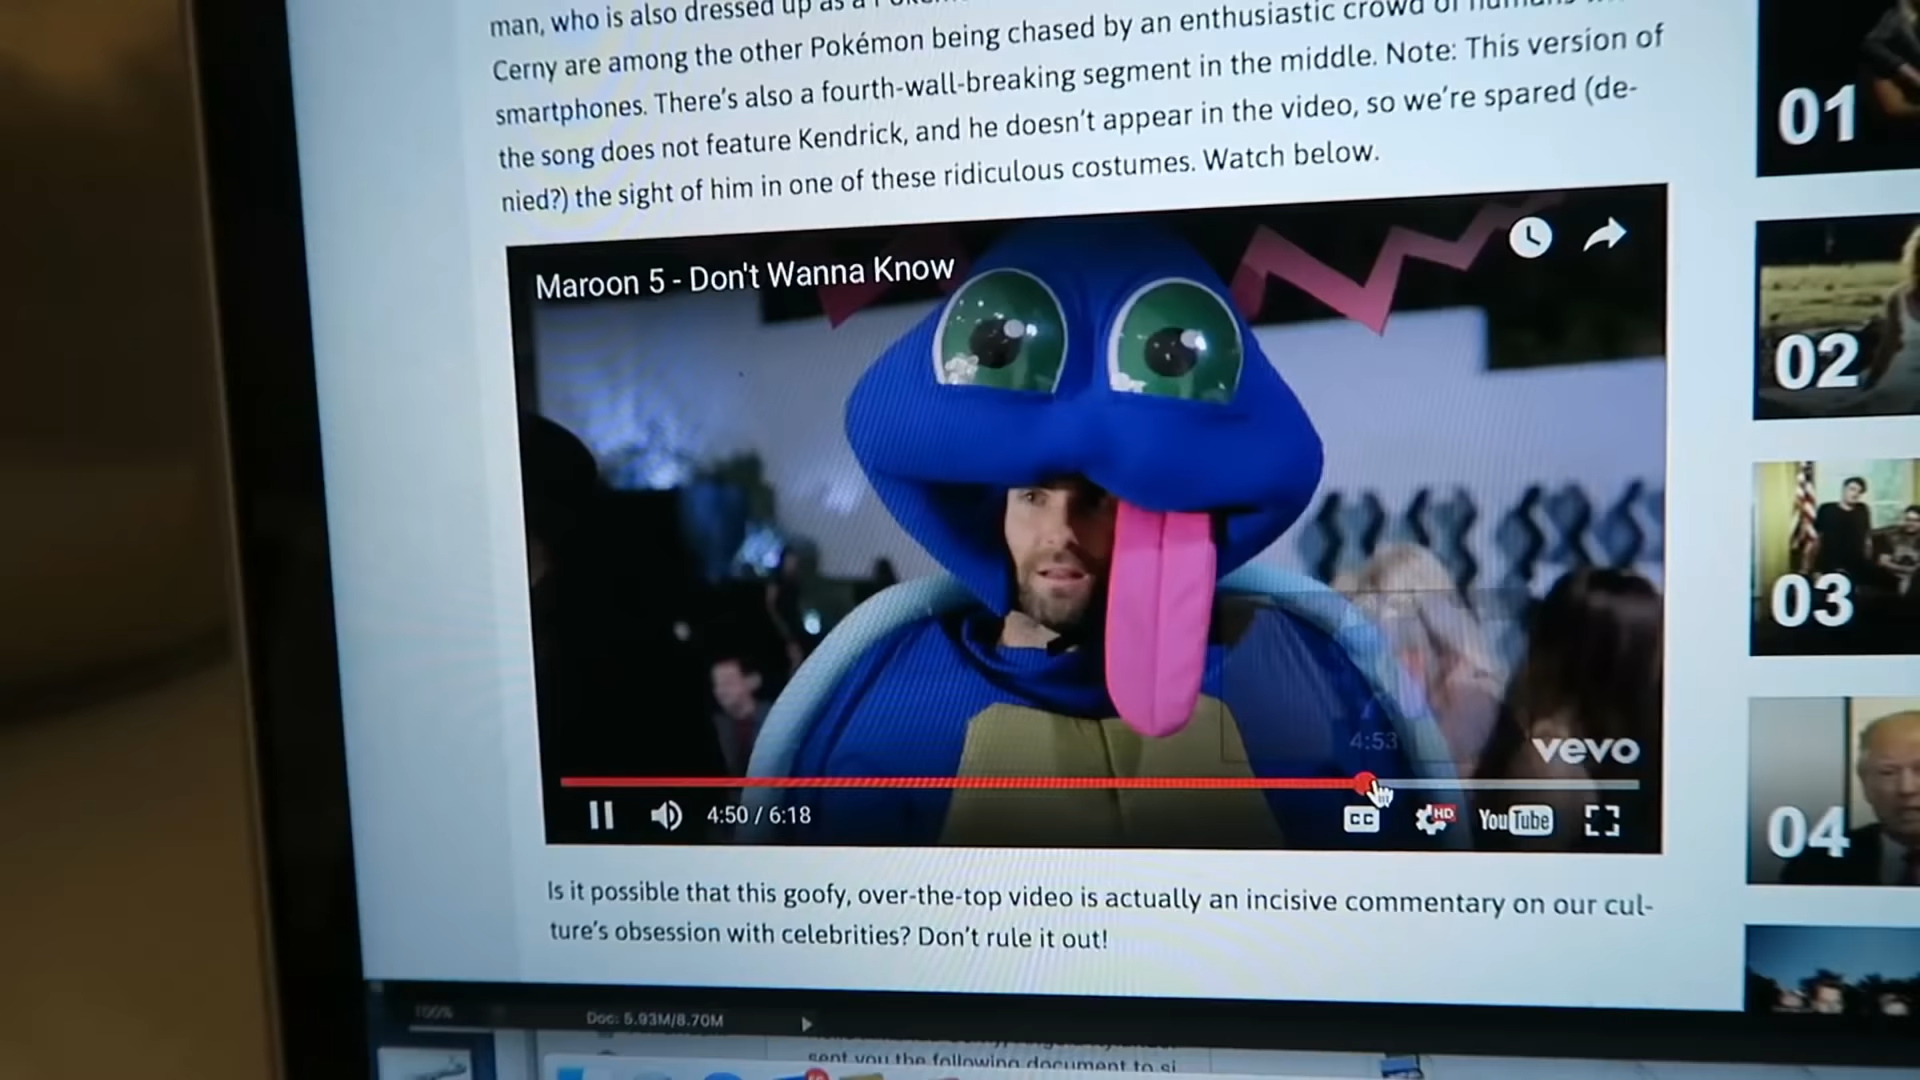 man, who is also dressed up as a
Cerny are among the other Pokémon being chased by an enthusiastic crowd of
smartphones. There's also a fourth-wall-breaking segment in the middle. Note: This version of
the song does not feature Kendrick, and he doesn't appear in the video, so we're spared (de-
nied?) the sight of him in one of these ridiculous costumes. Watch below.
Maroon 5 - Don't Wanna Know
4:53
vevo
4:50 / 6:18
CC
HD
YouTube
Is it possible that this goofy, over-the-top video is actually an incisive commentary on our cul-
ture's obsession with celebrities? Don't rule it out!
01
02
03
04
100%
Doc: 5.93M/8.70M
sent you the following document to si